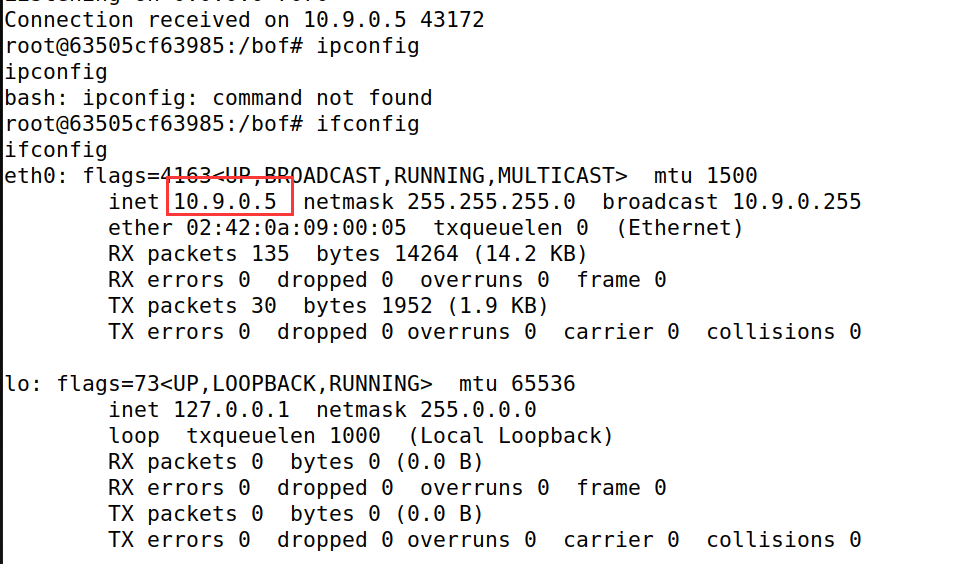 Connection received on 10.9.0.5 43172
root@63505cf63985:/bof# ipconfig
ipconfig
bash: ipconfig: command not found
root@63505cf63985:/bof# ifconfig
ifconfig
eth0: flags=4163<UP,BROADCAST,RUNNING,MULTICAST>  mtu 1500
        inet 10.9.0.5  netmask 255.255.255.0  broadcast 10.9.0.255
        ether 02:42:0a:09:00:05  txqueuelen 0  (Ethernet)
        RX packets 135  bytes 14264 (14.2 KB)
        RX errors 0  dropped 0  overruns 0  frame 0
        TX packets 30  bytes 1952 (1.9 KB)
        TX errors 0  dropped 0 overruns 0  carrier 0  collisions 0

lo: flags=73<UP,LOOPBACK,RUNNING>  mtu 65536
        inet 127.0.0.1  netmask 255.0.0.0
        loop  txqueuelen 1000  (Local Loopback)
        RX packets 0  bytes 0 (0.0 B)
        RX errors 0  dropped 0  overruns 0  frame 0
        TX packets 0  bytes 0 (0.0 B)
        TX errors 0  dropped 0 overruns 0  carrier 0  collisions 0